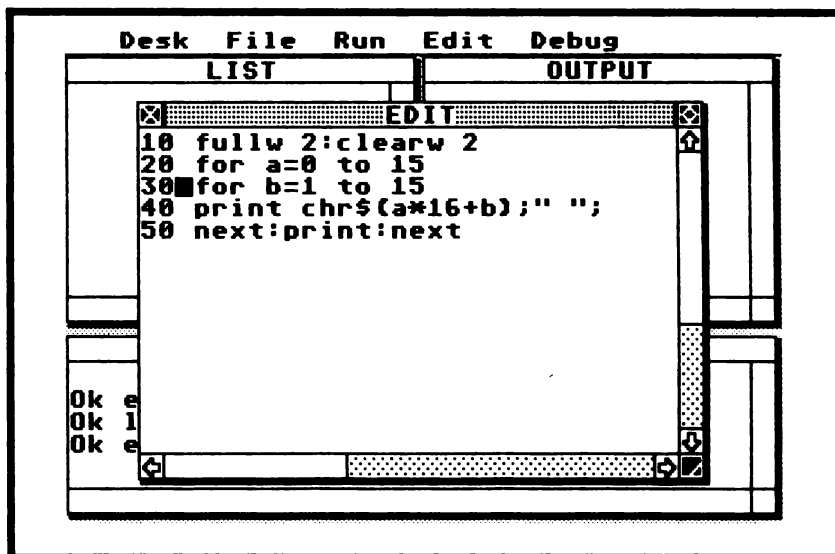 Desk File Run Edit Debug
LIST
OUTPUT
EDIT
10 fullw 2:clearw 2
20 for a=0 to 15
30 for b=1 to 15
40 print chr$(a*16+b);" ";
50 next:print:next
Ok e
Ok l
Ok e